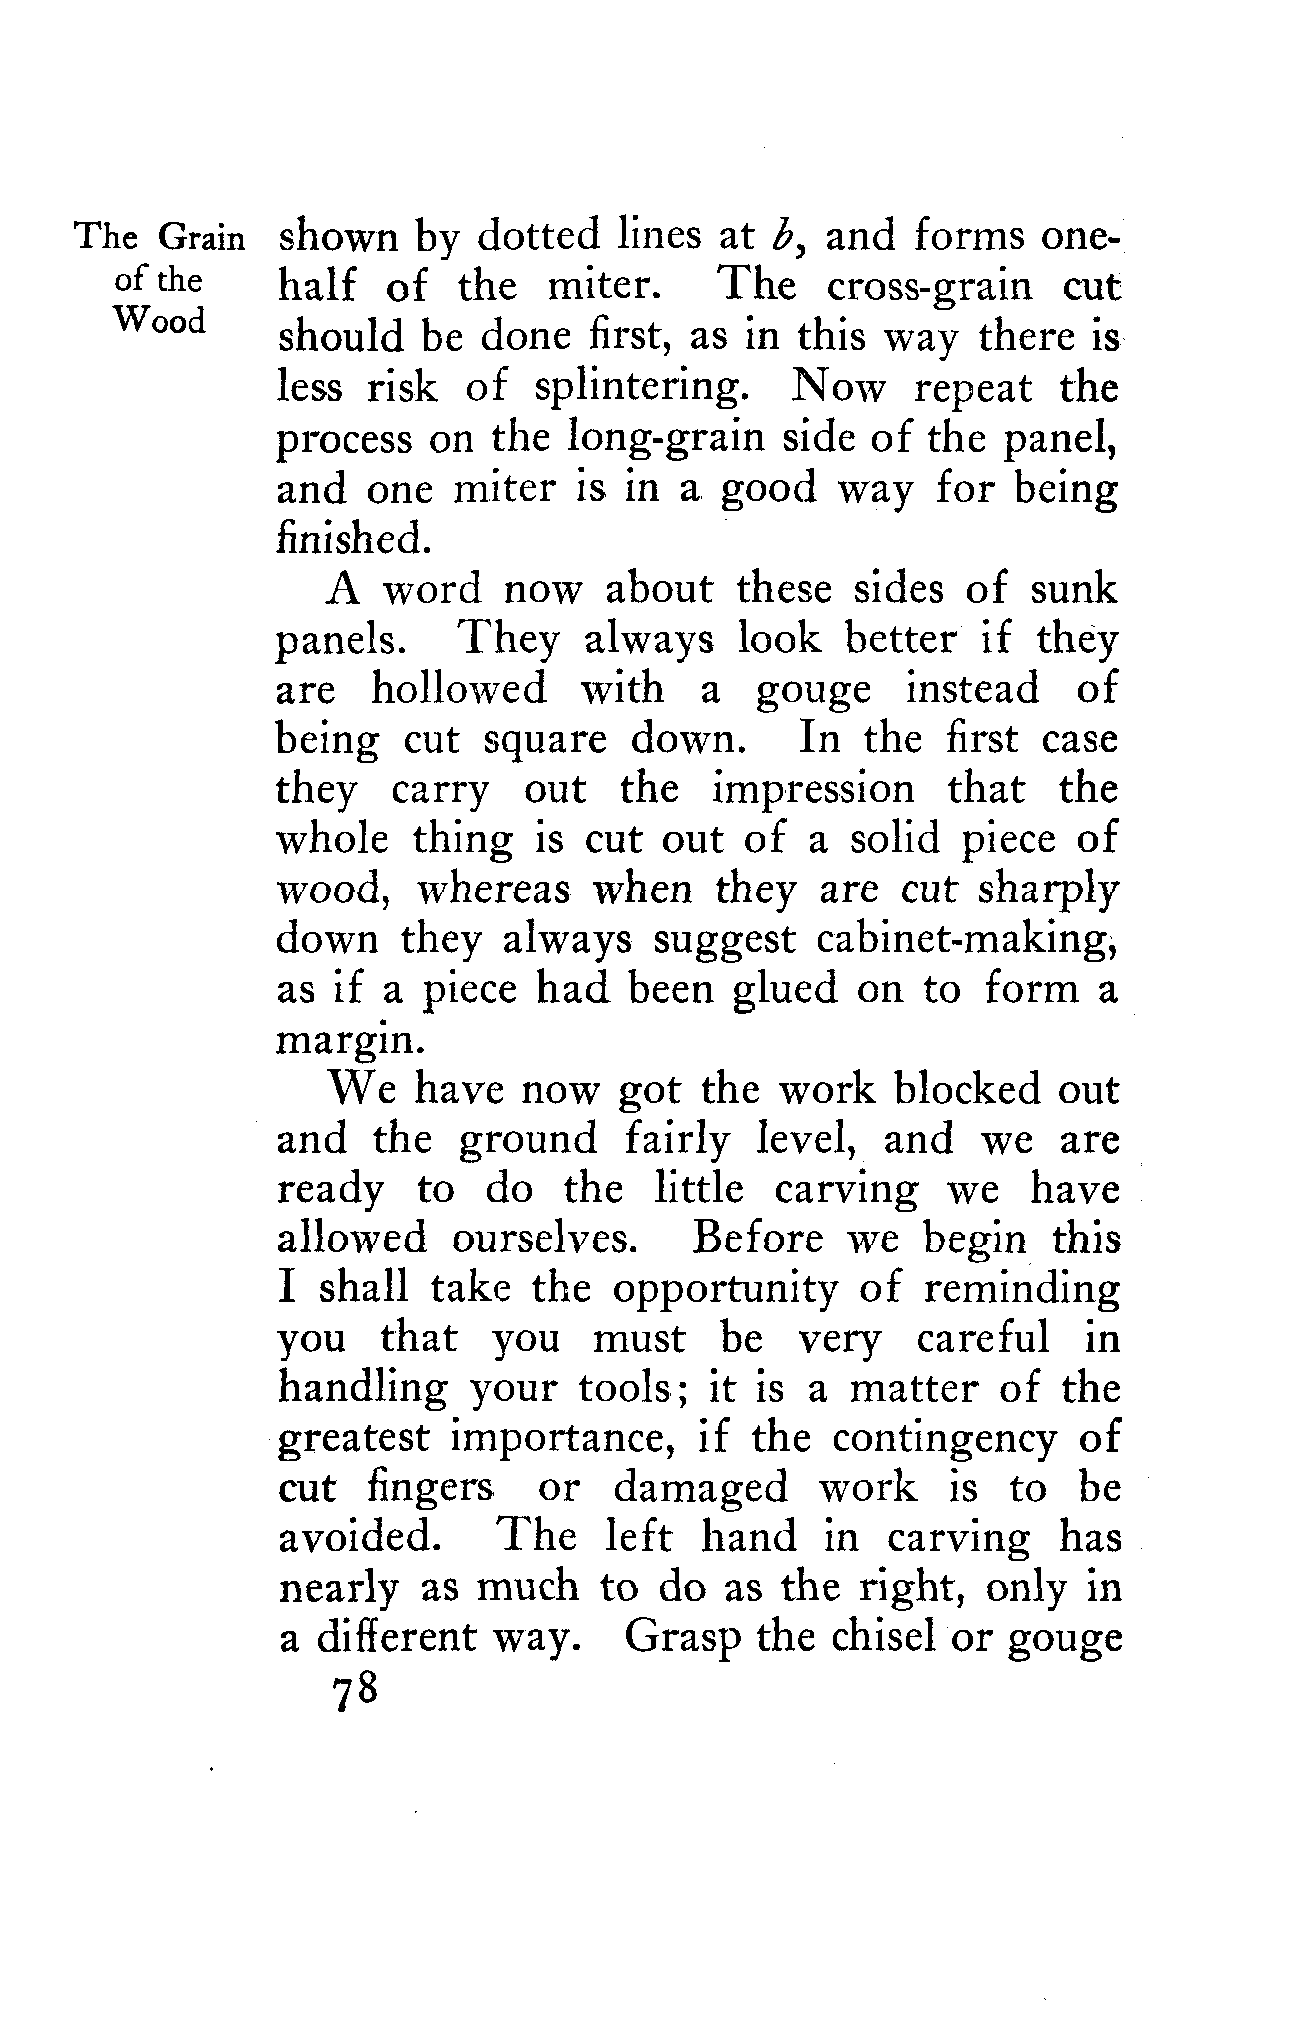 The Grain
of the
Wood
shown by dotted lines at b, and forms one-
half of the miter. The cross-grain cut
should be done first, as in this way there is
less risk of splintering. Now repeat the
process on the long-grain side of the panel,
and one miter is in a good way for being
finished.
A word now about these sides of sunk
panels. They always look better if they
are hollowed with a gouge instead of
being cut square down. In the first case
they carry out the impression that the
whole thing is cut out of a solid piece of
wood, whereas when they are cut sharply
down they always suggest cabinet-making,
as if a piece had been glued on to form a
margin.
We have now got the work blocked out
and the ground fairly level, and we are
ready to do the little carving we have
allowed ourselves. Before we begin this
I shall take the opportunity of reminding
you that you must be very careful in
handling your tools; it is a matter of the
greatest importance, if the contingency of
cut fingers or damaged work is to be
avoided. The left hand in carving has
nearly as much to do as the right, only in
a different way. Grasp the chisel or gouge
78